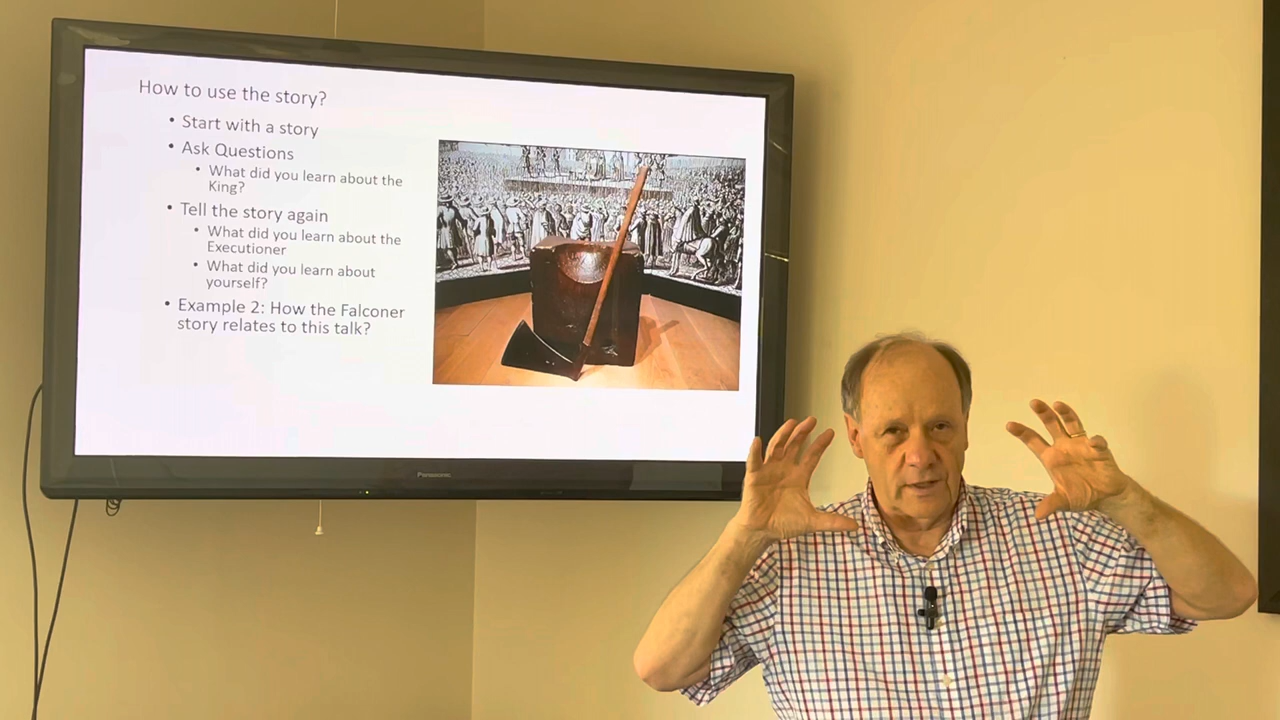 How to use the story?
• Start with a story
• Ask Questions
• What did you learn about the
King?
• Tell the story again
• What did you learn about the
Executioner
• What did you learn about
yourself?
• Example 2: How the Falconer
story relates to this talk?
Panasonic